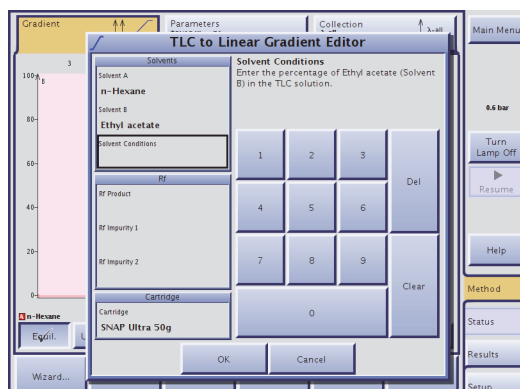 Gradient
Parameters
Collection
λ-all
Main Menu
TLC to Linear Gradient Editor
Solvents
Solvent A
n-Hexane
Solvent B
Ethyl acetate
Solvent Conditions
Rf
Rf Product
Rf Impurity 1
Rf Impurity 2
Cartridge
Cartridge
SNAP Ultra 50g
Solvent Conditions
Enter the percentage of Ethyl acetate (Solvent
B) in the TLC solution.
1
2
3
Del
4
5
6
7
8
9
Clear
0
OK
Cancel
3
100
B
80
60
40
20
0
A n-Hexane
Equil.
Wizard...
0.6 bar
Turn
Lamp Off
Resume
Help
Method
Status
Results
Setup